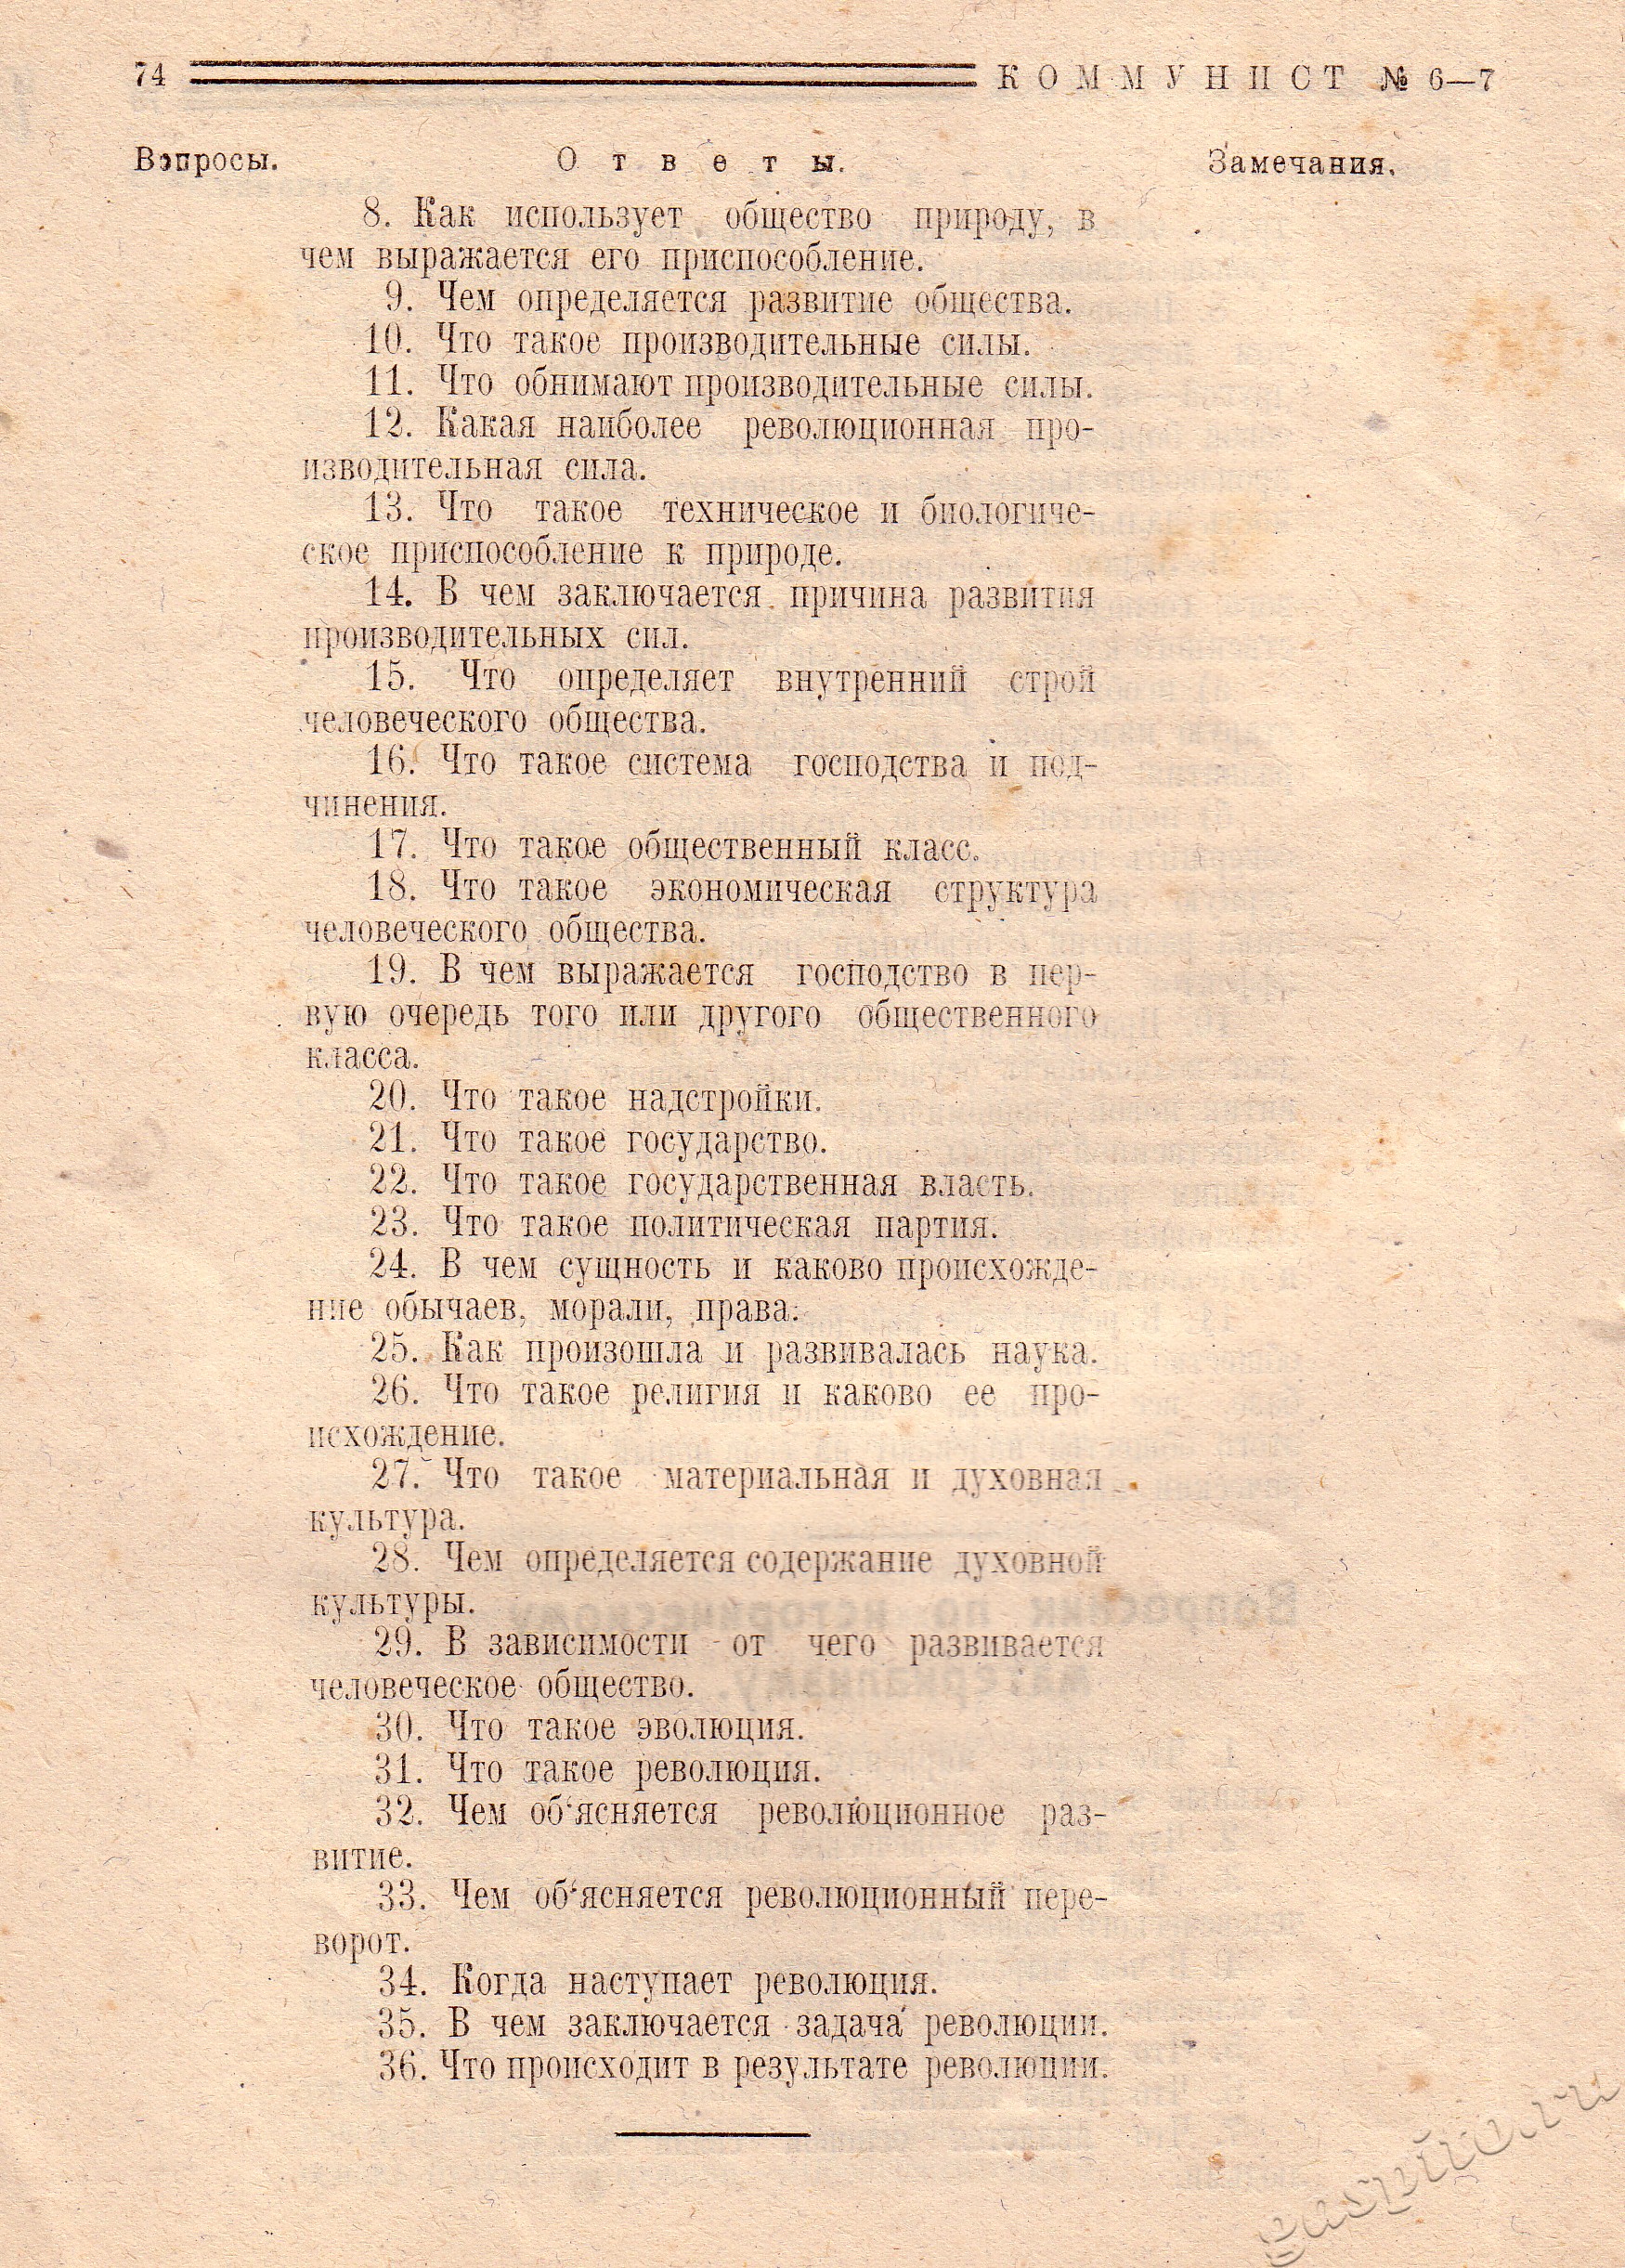 74 КОММУНИСТ № 6—7
Вопросы. Ответы. Замечания.
8. Как использует общество природу, в
чем выражается его приспособление.
9. Чем определяется развитие общества.
10. Что такое производительные силы.
11. Что обнимают производительные силы.
12. Какая наиболее революционная про-
изводительная сила.
13. Что такое техническое и биологиче-
ское приспособление к природе.
14. В чем заключается причина развития
производительных сил.
15. Что определяет внутренний строй
человеческого общества.
16. Что такое система господства и под-
чинения.
17. Что такое общественный класс.
18. Что такое экономическая структура
человеческого общества.
19. В чем выражается господство в пер-
вую очередь того или другого общественного
класса.
20. Что такое надстройки.
21. Что такое государство.
22. Что такое государственная власть.
23. Что такое политическая партия.
24. В чем сущность и каково происхожде-
ние обычаев, морали, права.
25. Как произошла и развивалась наука.
26. Что такое религия и каково ее про-
исхождение.
27. Что такое материальная и духовная
культура.
28. Чем определяется содержание духовной
культуры.
29. В зависимости от чего развивается
человеческое общество.
30. Что такое эволюция.
31. Что такое революция.
32. Чем об‘ясняется революционное раз-
витие.
33. Чем об‘ясняется революционный пере-
ворот.
34. Когда наступает революция.
35. В чем заключается задача революции.
36. Что происходит в результате революции.
gaspito.ru